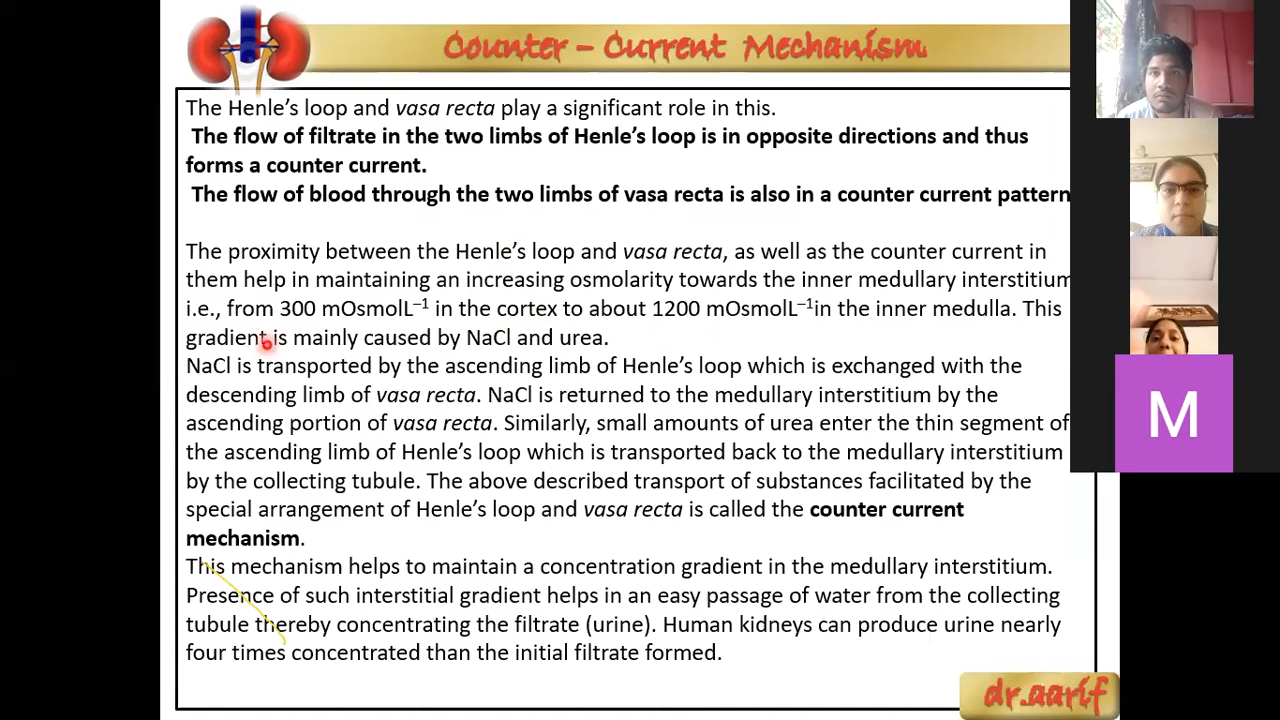 Counter – Current Mechanism
The Henle's loop and vasa recta play a significant role in this.
The flow of filtrate in the two limbs of Henle's loop is in opposite directions and thus
forms a counter current.
The flow of blood through the two limbs of vasa recta is also in a counter current pattern
The proximity between the Henle's loop and vasa recta, as well as the counter current in
them help in maintaining an increasing osmolarity towards the inner medullary interstitium
i.e., from 300 mOsmolL⁻¹ in the cortex to about 1200 mOsmolL⁻¹in the inner medulla. This
gradient is mainly caused by NaCl and urea.
NaCl is transported by the ascending limb of Henle's loop which is exchanged with the
descending limb of vasa recta. NaCl is returned to the medullary interstitium by the
ascending portion of vasa recta. Similarly, small amounts of urea enter the thin segment of
the ascending limb of Henle's loop which is transported back to the medullary interstitium
by the collecting tubule. The above described transport of substances facilitated by the
special arrangement of Henle's loop and vasa recta is called the counter current
mechanism.
This mechanism helps to maintain a concentration gradient in the medullary interstitium.
Presence of such interstitial gradient helps in an easy passage of water from the collecting
tubule thereby concentrating the filtrate (urine). Human kidneys can produce urine nearly
four times concentrated than the initial filtrate formed.
dr.aarif
M